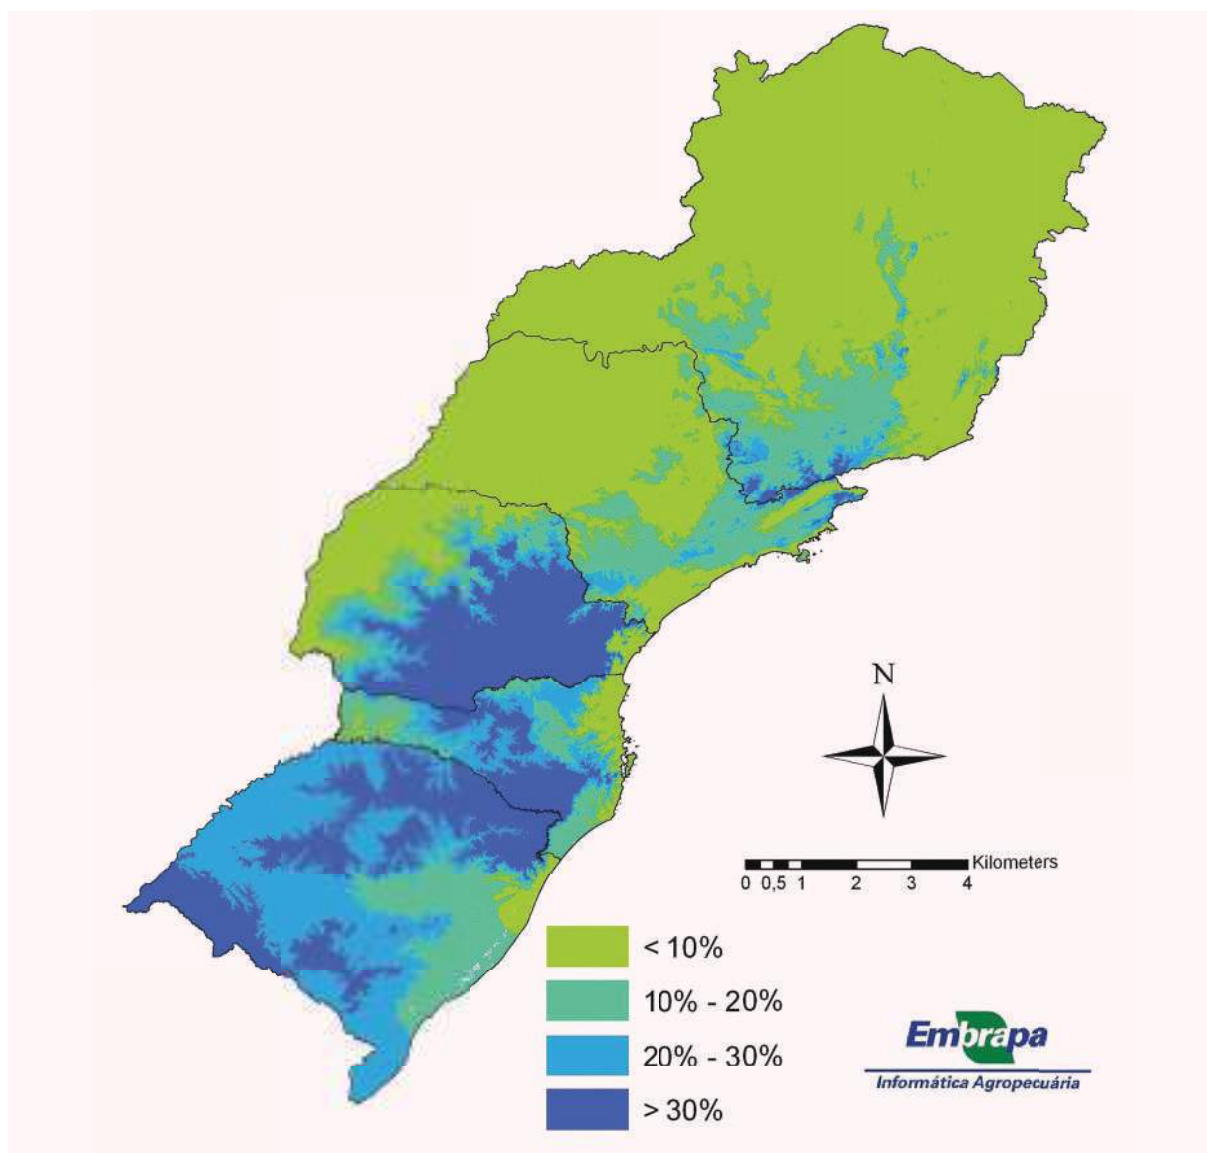 N
Kilometers
0 0,5 1 2 3 4
< 10%
10% - 20%
20% - 30%
> 30%
Embrapa
Informática Agropecuária